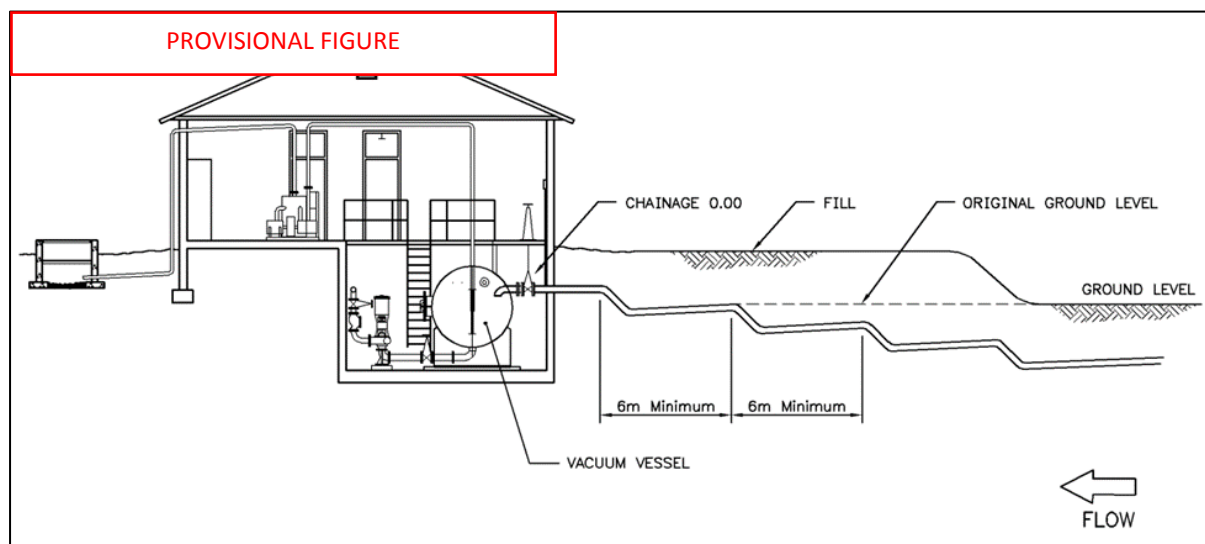 PROVISIONAL FIGURE
CHAINAGE 0.00
FILL
ORIGINAL GROUND LEVEL
GROUND LEVEL
6m Minimum
6m Minimum
VACUUM VESSEL
FLOW